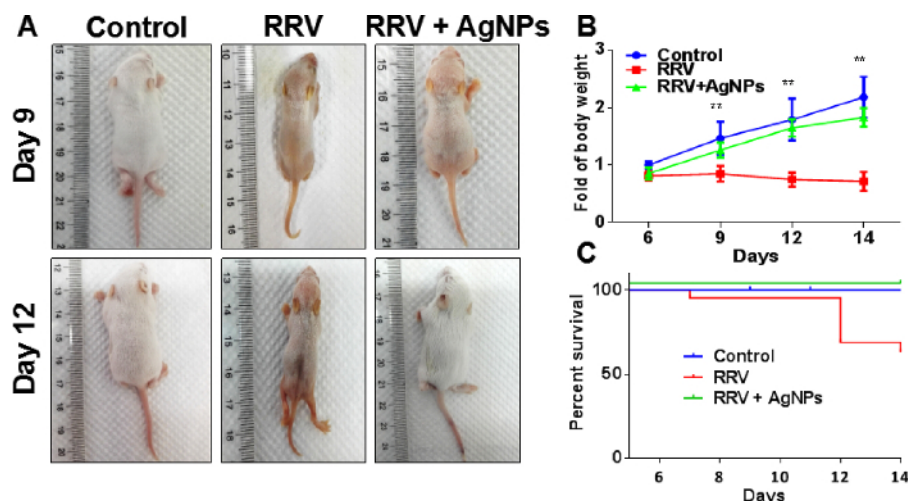 A
Control
RRV
RRV + AgNPs
Day 9
Day 12
B
Fold of body weight
3
2
1
0
Control
RRV
RRV+AgNPs
**
**
**
6
9
12
14
Days
C
Percent survival
100
50
0
Control
RRV
RRV + AgNPs
6
8
10
12
14
Days